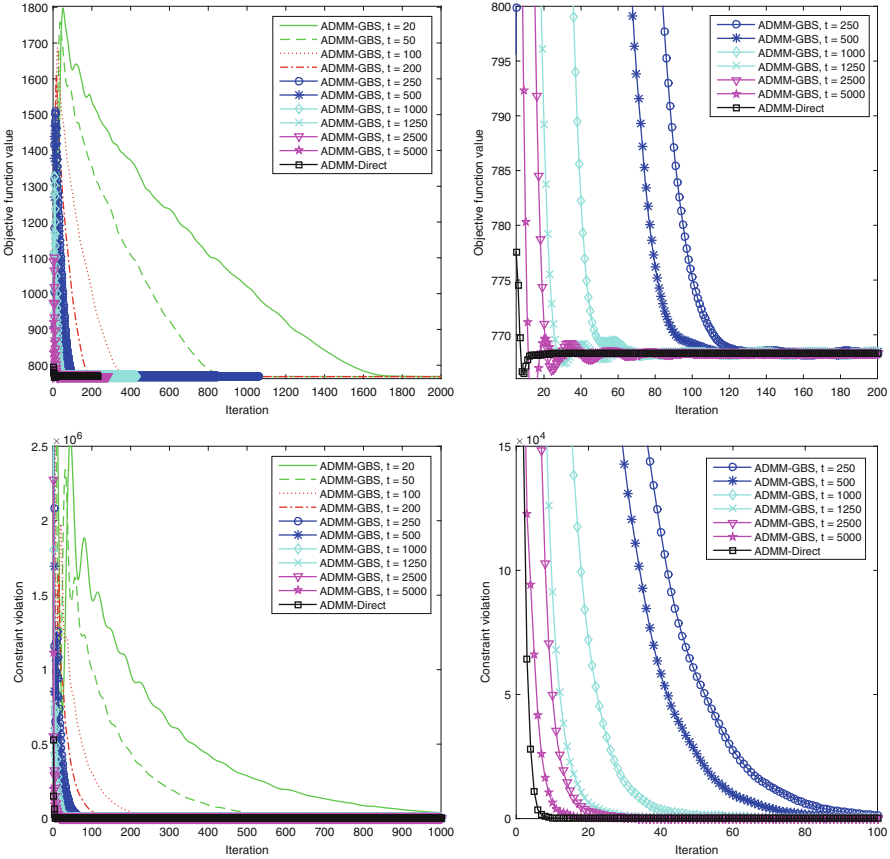 1800
1700
1600
1500
1400
1300
1200
1100
1000
900
800
Objective function value
0 200 400 600 800 1000 1200 1400 1600 1800 2000
Iteration
ADMM-GBS, t = 20
ADMM-GBS, t = 50
ADMM-GBS, t = 100
ADMM-GBS, t = 200
ADMM-GBS, t = 250
ADMM-GBS, t = 500
ADMM-GBS, t = 1000
ADMM-GBS, t = 1250
ADMM-GBS, t = 2500
ADMM-GBS, t = 5000
ADMM-Direct
800
795
790
785
780
775
770
Objective function value
20 40 60 80 100 120 140 160 180 200
Iteration
ADMM-GBS, t = 250
ADMM-GBS, t = 500
ADMM-GBS, t = 1000
ADMM-GBS, t = 1250
ADMM-GBS, t = 2500
ADMM-GBS, t = 5000
ADMM-Direct
× 10^6
2.5
2
1.5
1
0.5
0
Constraint violation
0 100 200 300 400 500 600 700 800 900 1000
Iteration
ADMM-GBS, t = 20
ADMM-GBS, t = 50
ADMM-GBS, t = 100
ADMM-GBS, t = 200
ADMM-GBS, t = 250
ADMM-GBS, t = 500
ADMM-GBS, t = 1000
ADMM-GBS, t = 1250
ADMM-GBS, t = 2500
ADMM-GBS, t = 5000
ADMM-Direct
× 10^4
15
10
5
0
Constraint violation
0 20 40 60 80 100
Iteration
ADMM-GBS, t = 250
ADMM-GBS, t = 500
ADMM-GBS, t = 1000
ADMM-GBS, t = 1250
ADMM-GBS, t = 2500
ADMM-GBS, t = 5000
ADMM-Direct